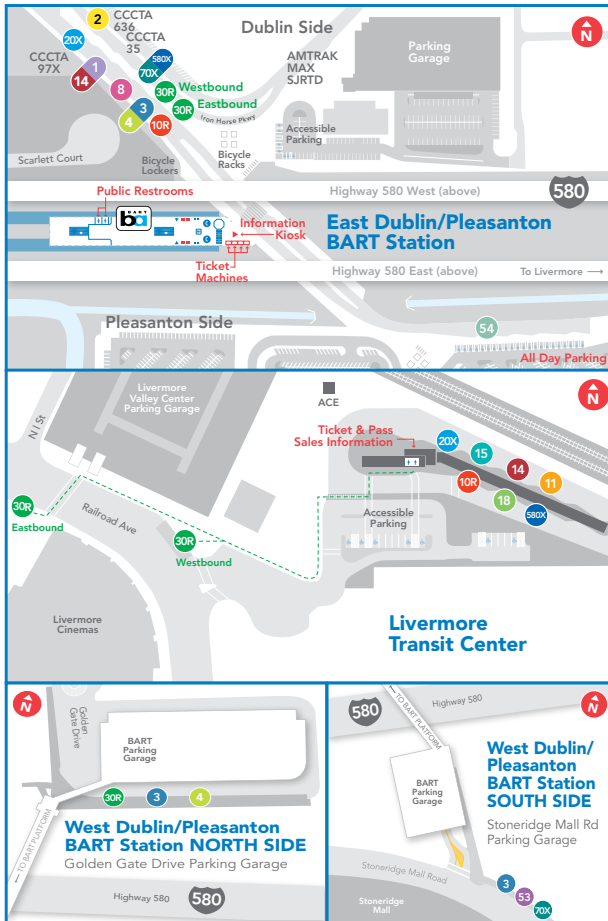 Dublin Side
N
2
CCCTA
636
CCCTA
35
20X
CCCTA
97X
1
14
580X
70X
8
30R
Westbound
30R
Eastbound
3
4
10R
Iron Horse Pkwy
AMTRAK
MAX
SJRTD
Parking
Garage
Accessible
Parking
Scarlett Court
Bicycle
Lockers
Bicycle
Racks
Public Restrooms
Highway 580 West (above)
580
BART
ba
Information
Kiosk
East Dublin/Pleasanton
BART Station
Ticket
Machines
Highway 580 East (above)
To Livermore
Pleasanton Side
54
All Day Parking
N
N I St
Livermore
Valley Center
Parking Garage
ACE
Ticket & Pass
Sales Information
20X
15
14
11
10R
18
580X
30R
Eastbound
Railroad Ave
30R
Westbound
Accessible
Parking
Livermore
Cinemas
Livermore
Transit Center
N
Golden
Gate Drive
BART
Parking
Garage
30R
3
4
TO BART PLATFORM
West Dublin/Pleasanton
BART Station NORTH SIDE
Golden Gate Drive Parking Garage
Highway 580
580
N
580
Highway 580
TO BART PLATFORM
BART
Parking
Garage
West Dublin/
Pleasanton
BART Station
SOUTH SIDE
Stoneridge Mall Rd
Parking Garage
Stoneridge Mall Road
Stoneridge
Mall
3
53
70X